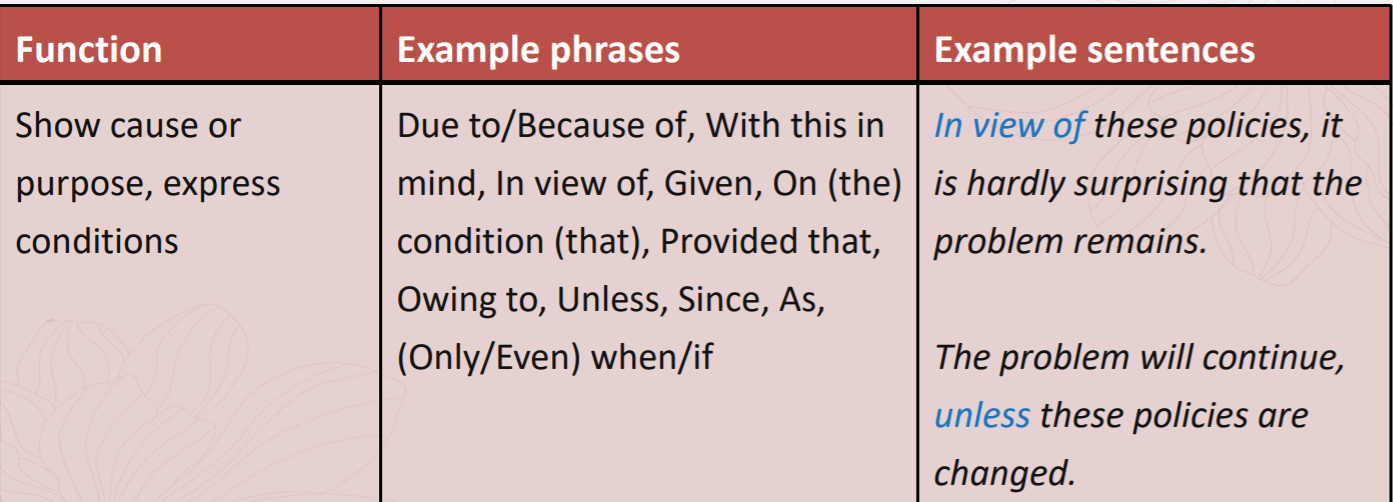 Function
Example phrases
Example sentences
Show cause or
purpose, express
conditions
Due to/Because of, With this in
mind, In view of, Given, On (the)
condition (that), Provided that,
Owing to, Unless, Since, As,
(Only/Even) when/if
In view of these policies, it
is hardly surprising that the
problem remains.
The problem will continue,
unless these policies are
changed.